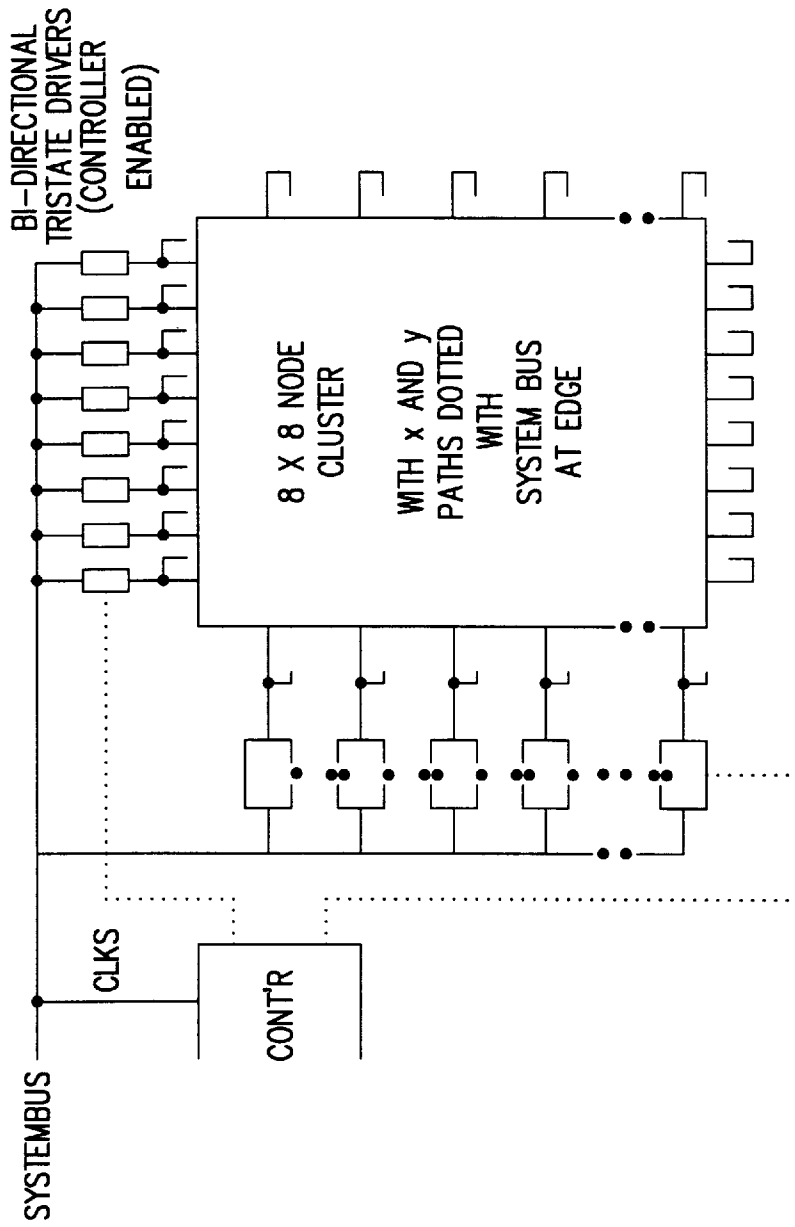 BI-DIRECTIONAL
TRISTATE DRIVERS
(CONTROLLER
ENABLED)
8 X 8 NODE
CLUSTER
WITH x AND y
PATHS DOTTED
WITH
SYSTEM BUS
AT EDGE
SYSTEMBUS
CLKS
CONT'R